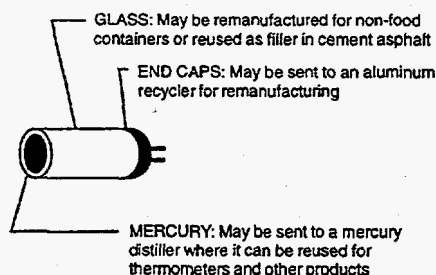 GLASS: May be remanufactured for non-food
containers or reused as filler in cement asphalt
END CAPS: May be sent to an aluminum
recycler for remanufacturing
MERCURY: May be sent to a mercury
distiller where it can be reused for
thermometers and other products